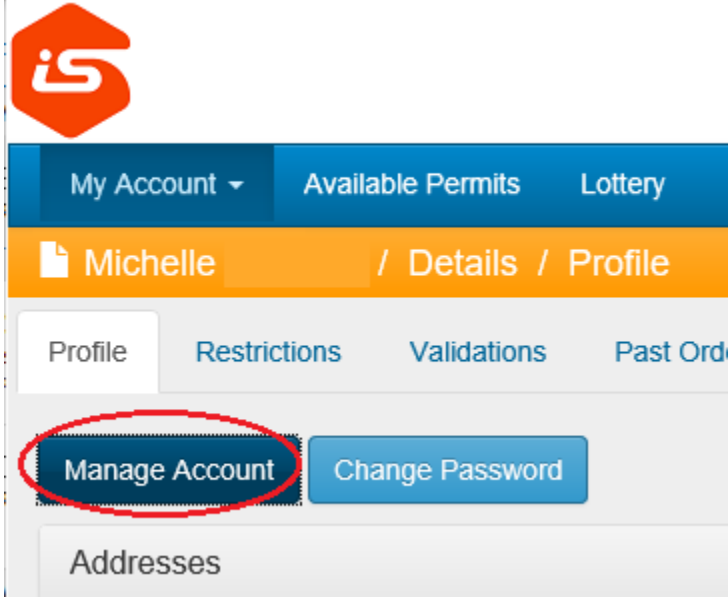 iS
My Account Available Permits Lottery
Michelle / Details / Profile
Profile Restrictions Validations Past Ord
Manage Account Change Password
Addresses